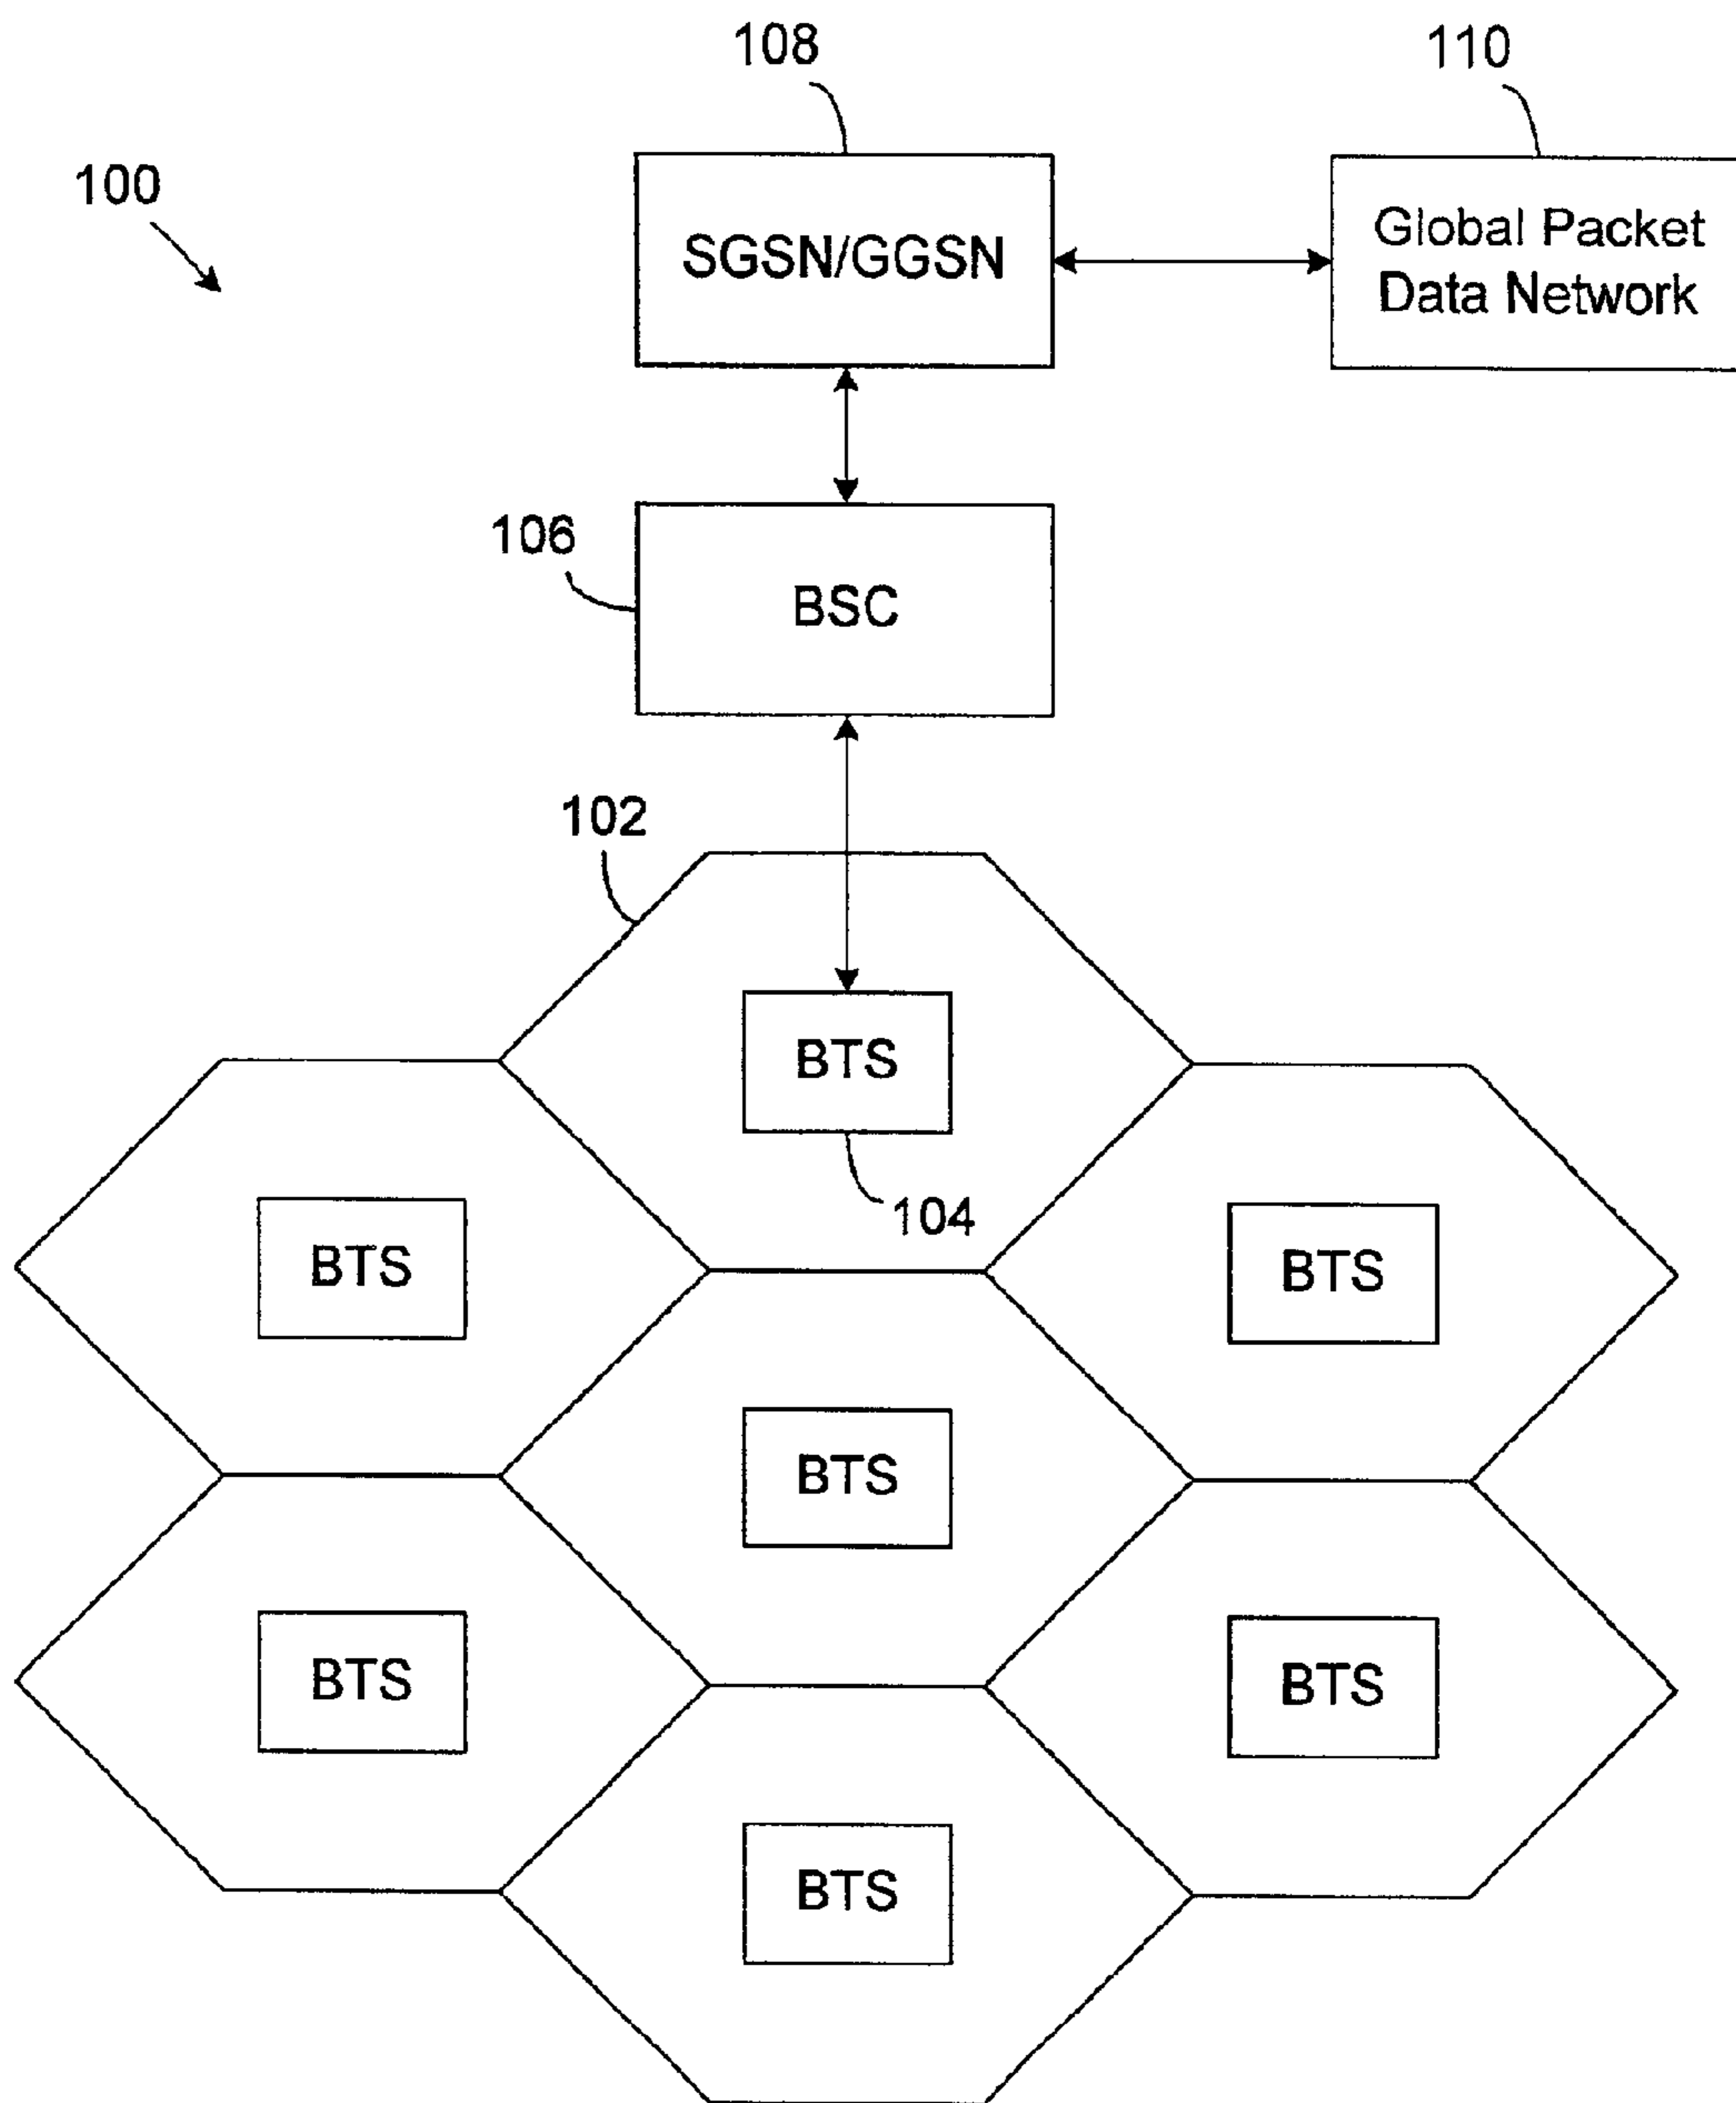 108
110
100
SGSN/GGSN
Global Packet
Data Network
106
BSC
102
BTS
104
BTS
BTS
BTS
BTS
BTS
BTS